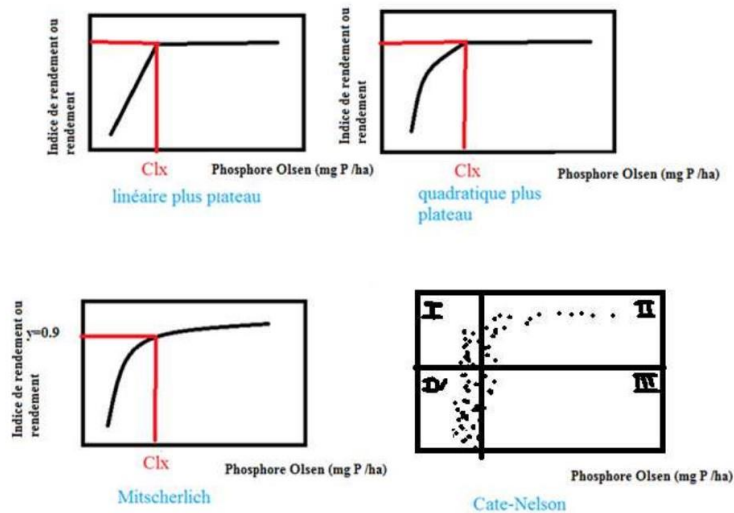 Indice de rendement ou
rendement
Clx
Phosphore Olsen (mg P /ha)
linéaire plus plateau
Indice de rendement ou
rendement
Clx
Phosphore Olsen (mg P /ha)
quadratique plus
plateau
Indice de rendement ou
rendement
y=0.9
Clx
Phosphore Olsen (mg P /ha)
Mitscherlich
I
II
IV
III
Phosphore Olsen (mg P /ha)
Cate-Nelson